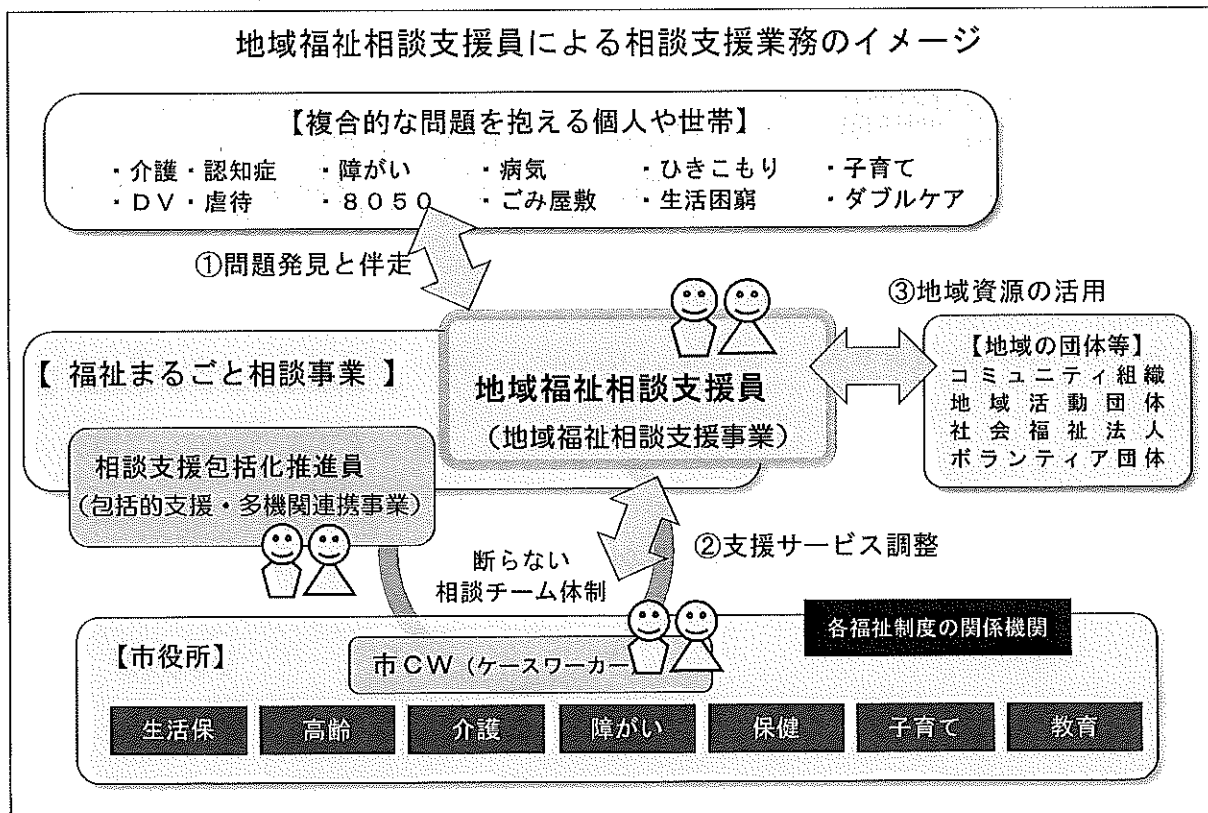 地域福祉相談支援員による相談支援業務のイメージ
【複合的な問題を抱える個人や世帯】
・介護・認知症 ・障がい ・病気 ・ひきこもり ・子育て
・DV・虐待 ・8050 ・ごみ屋敷 ・生活困窮 ・ダブルケア
①問題発見と伴走
③地域資源の活用
【地域の団体等】
コミュニティ組織
地域活動団体
社会福祉法人
ボランティア団体
【 福祉まるごと相談事業 】
地域福祉相談支援員
（地域福祉相談支援事業）
相談支援包括化推進員
（包括的支援・多機関連携事業）
断らない
相談チーム体制
②支援サービス調整
各福祉制度の関係機関
【市役所】
市CW（ケースワーカー）
生活保 高齢 介護 障がい 保健 子育て 教育